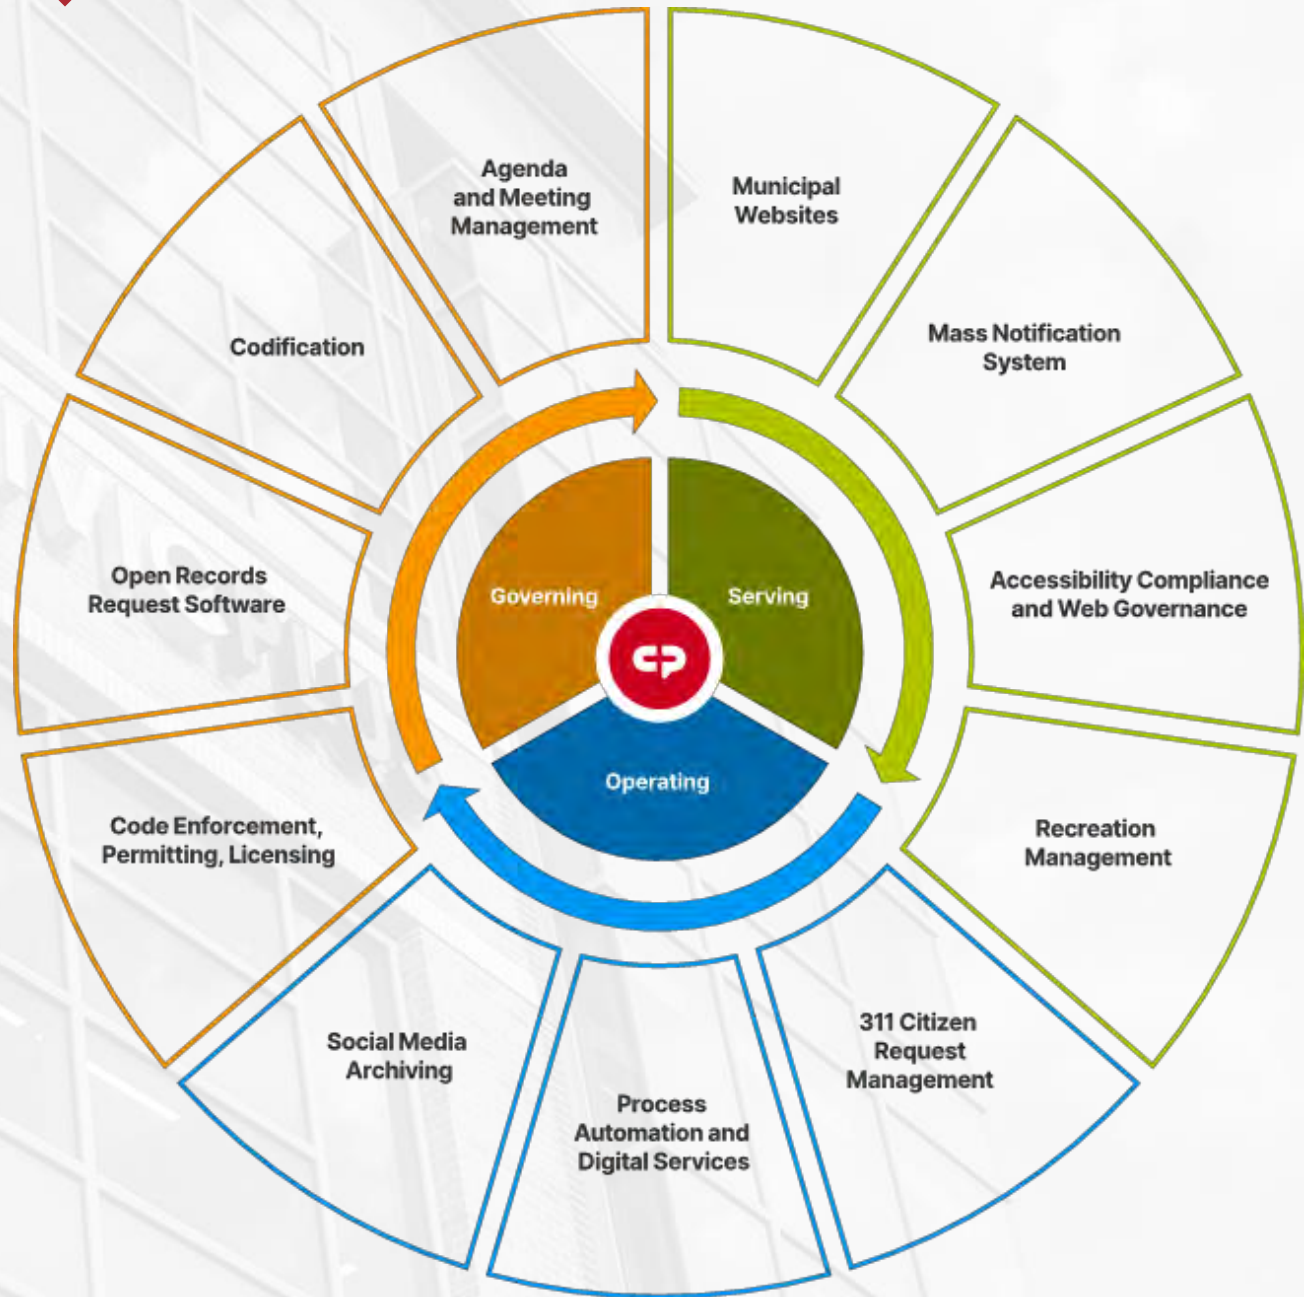 Agenda
and Meeting
Management
Municipal
Websites
Mass Notification
System
Accessibility Compliance
and Web Governance
Recreation
Management
311 Citizen
Request
Management
Process
Automation and
Digital Services
Social Media
Archiving
Code Enforcement,
Permitting, Licensing
Open Records
Request Software
Codification
Governing
Serving
Operating
CP